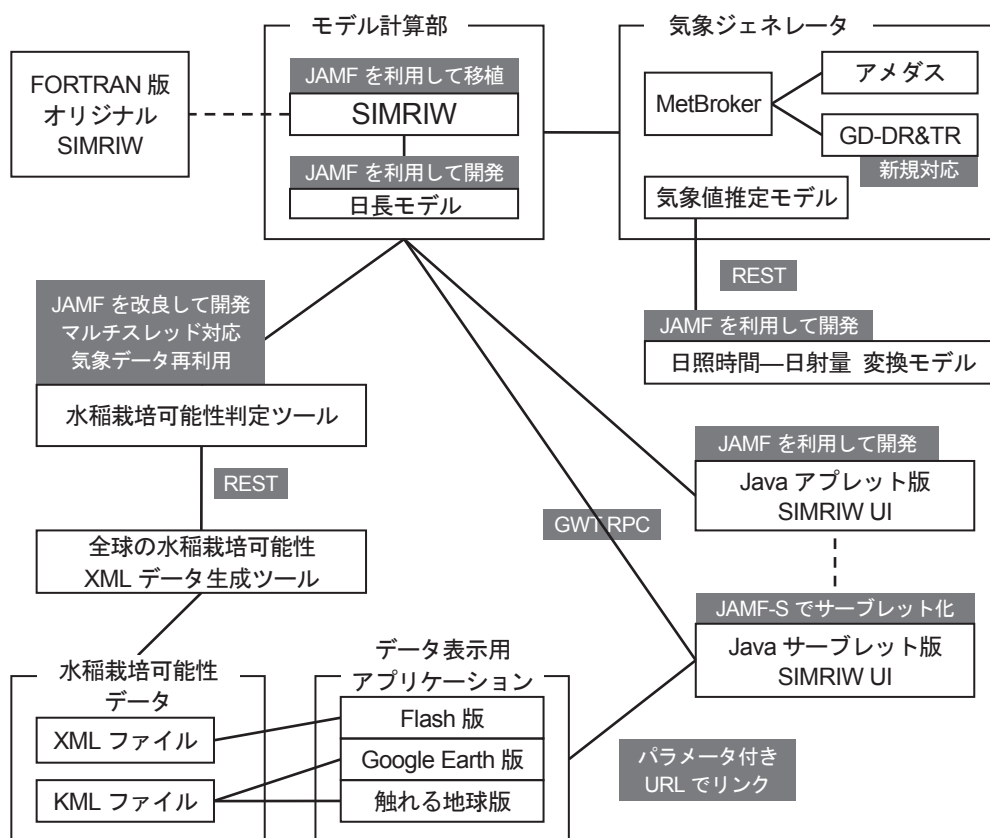 モデル計算部
JAMF を利用して移植
SIMRIW
JAMF を利用して開発
日長モデル
FORTRAN 版
オリジナル
SIMRIW
気象ジェネレータ
MetBroker
アメダス
GD-DR&TR
新規対応
気象値推定モデル
REST
JAMF を利用して開発
日照時間―日射量 変換モデル
JAMF を改良して開発
マルチスレッド対応
気象データ再利用
水稲栽培可能性判定ツール
REST
全球の水稲栽培可能性
XML データ生成ツール
GWT RPC
JAMF を利用して開発
Java アプレット版
SIMRIW UI
JAMF-S でサーブレット化
Java サーブレット版
SIMRIW UI
水稲栽培可能性
データ
XML ファイル
KML ファイル
データ表示用
アプリケーション
Flash 版
Google Earth 版
触れる地球版
パラメータ付き
URL でリンク